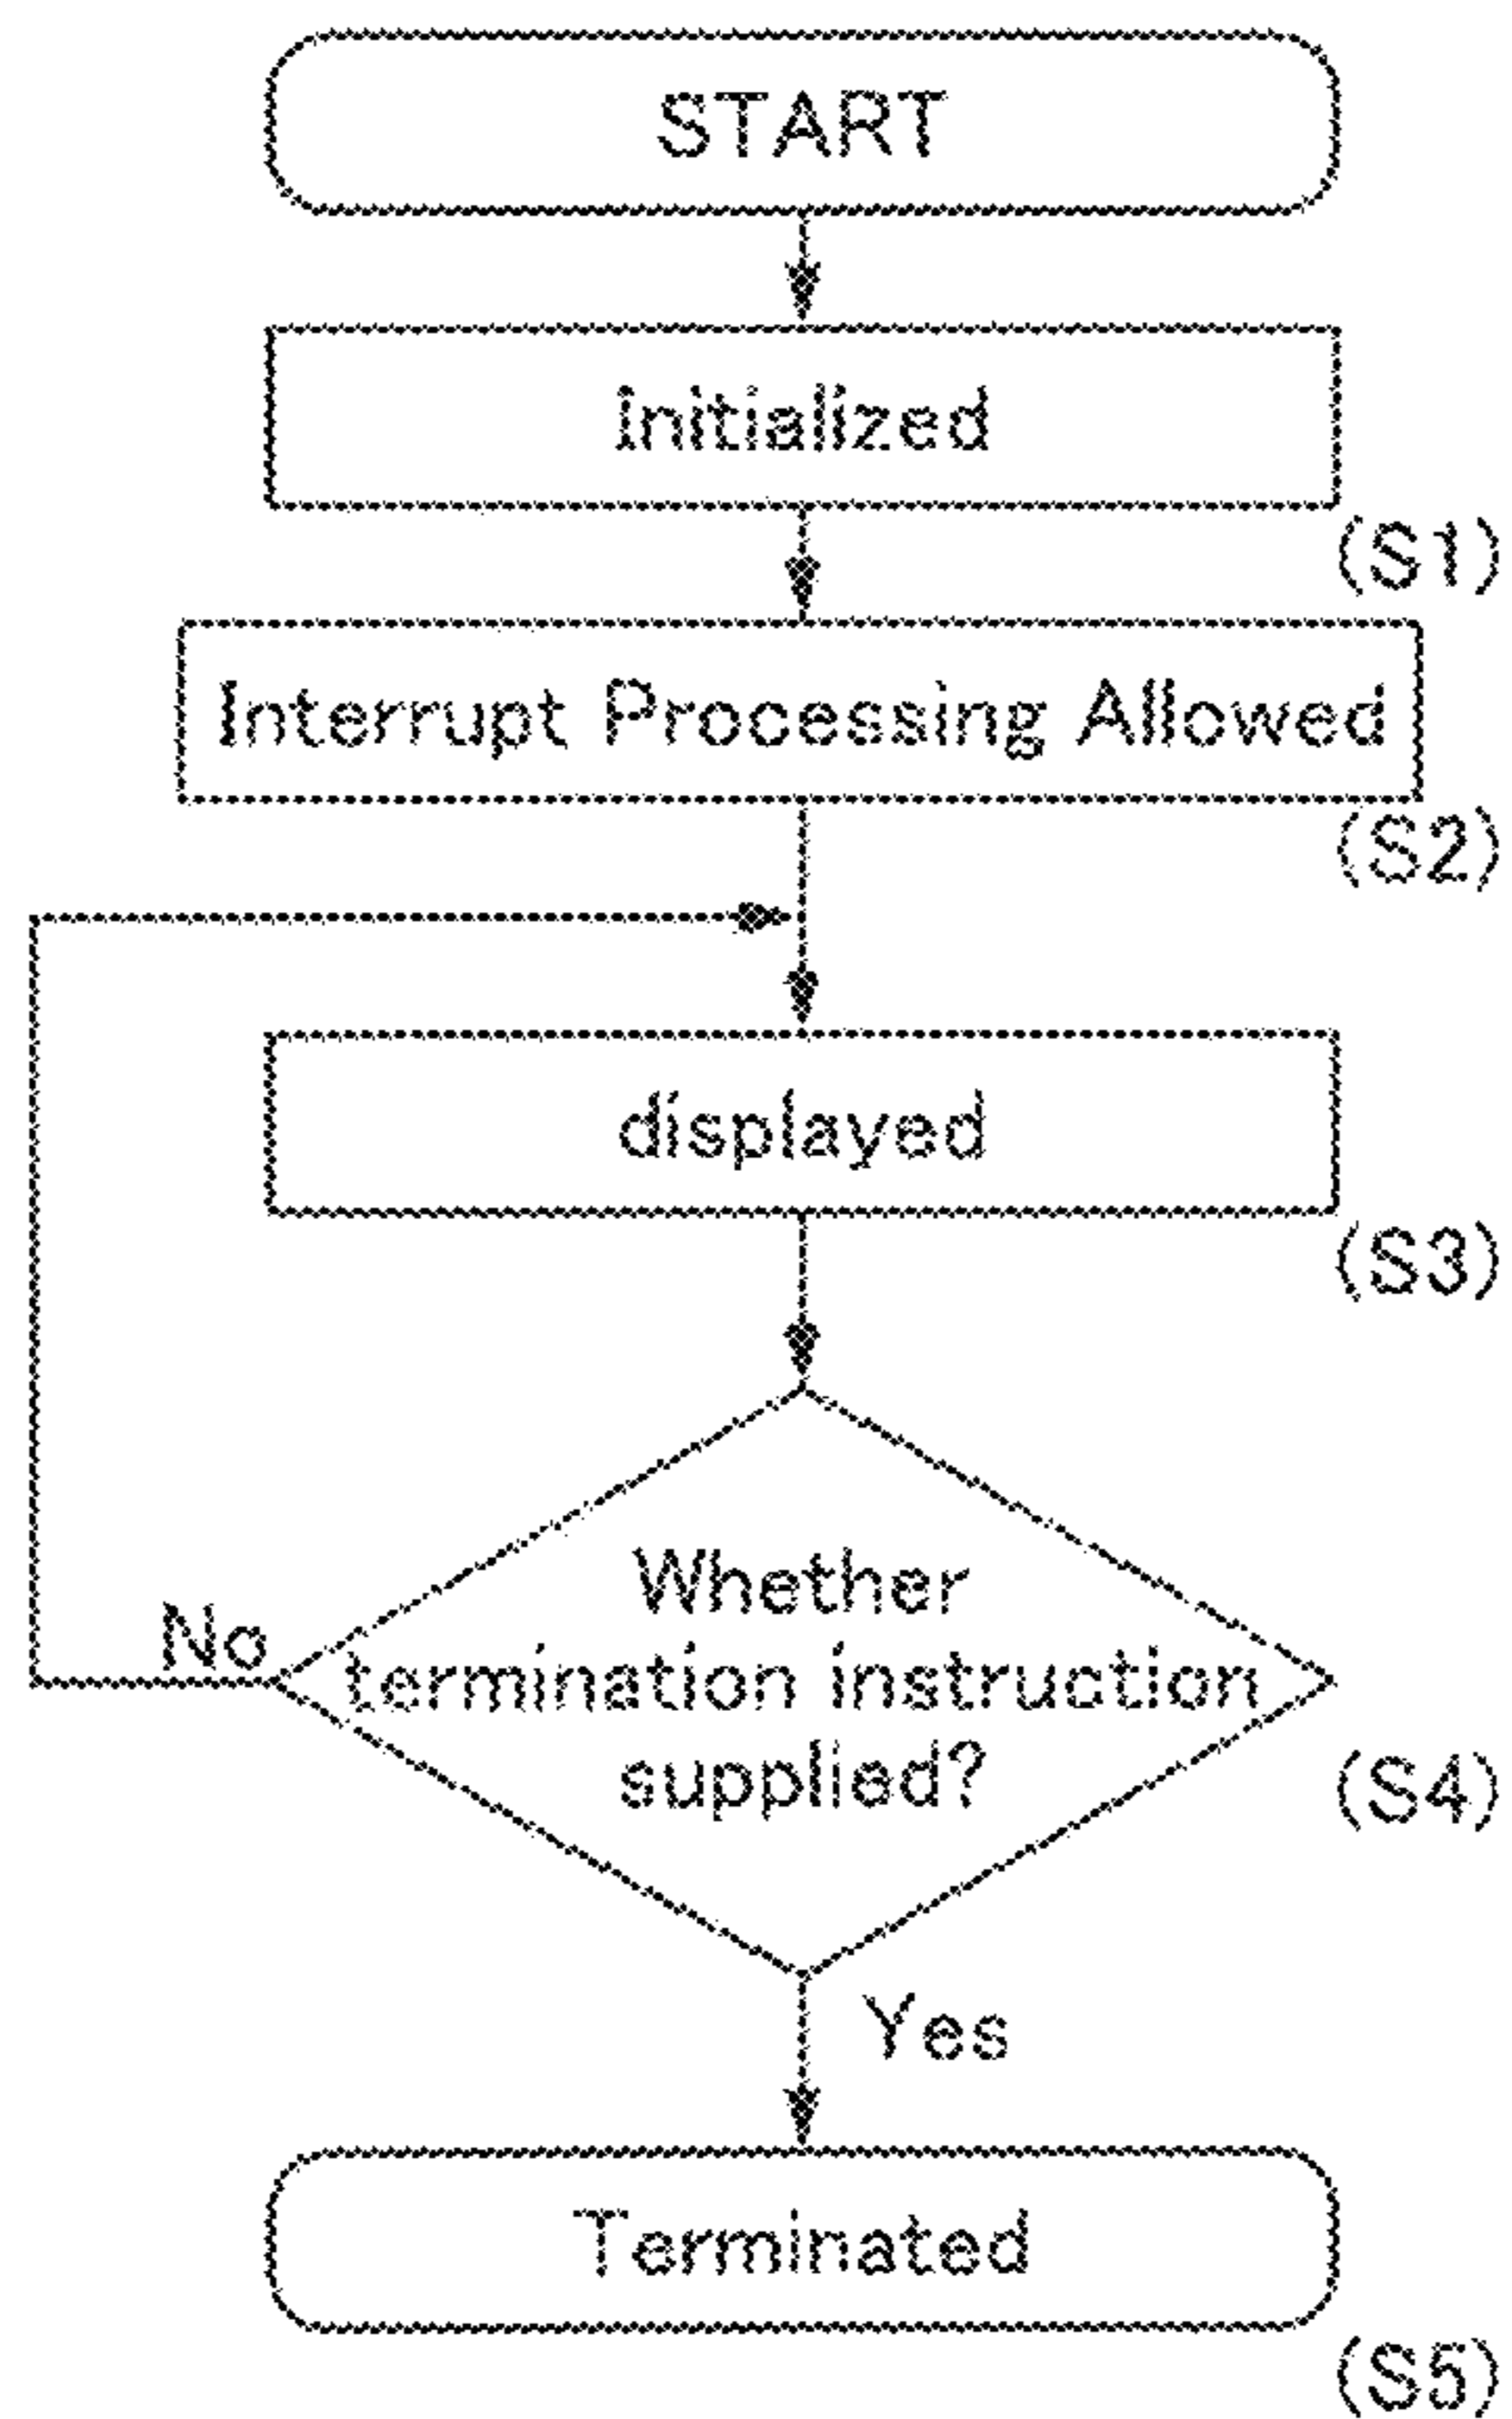 START
Initialized
(S1)
Interrupt Processing Allowed
(S2)
displayed
(S3)
Whether
No
termination instruction
supplied?
(S4)
Yes
Terminated
(S5)